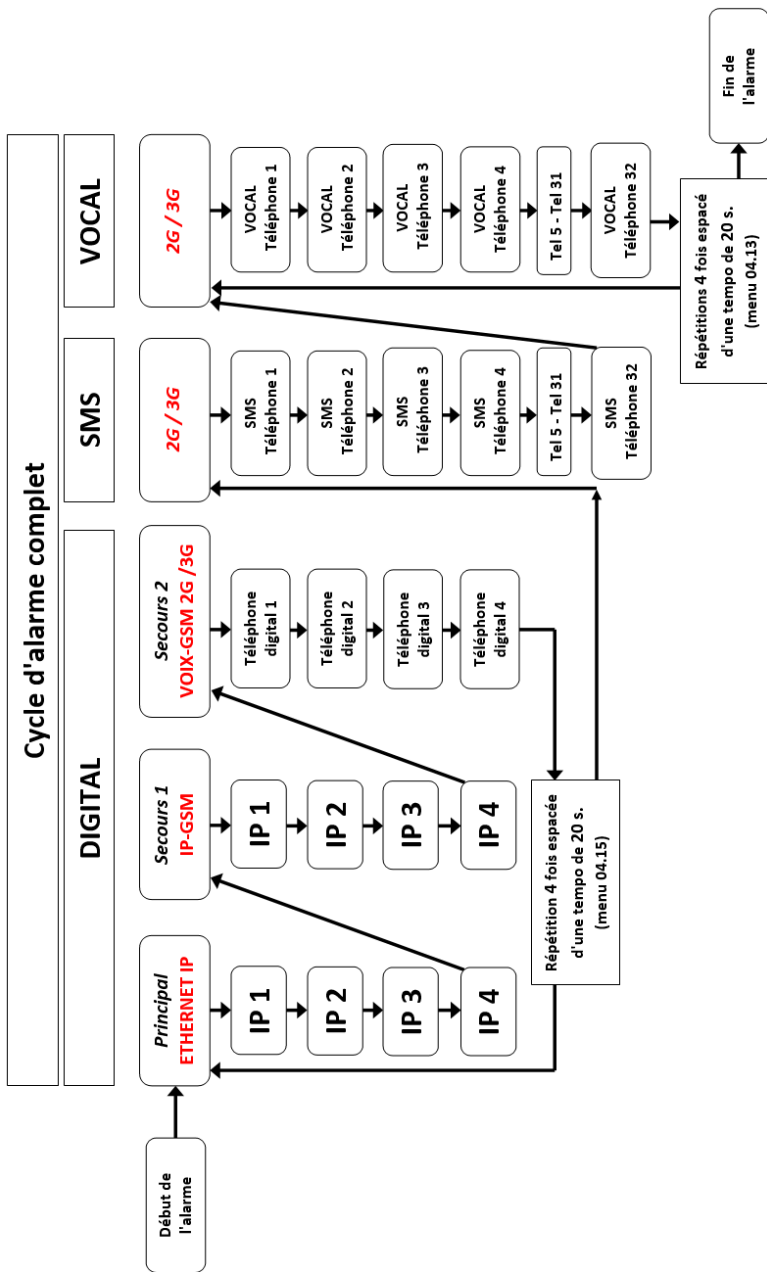 Cycle d'alarme complet
DIGITAL
SMS
VOCAL
Début de
l'alarme
Principal
ETHERNET IP
IP 1
IP 2
IP 3
IP 4
Secours 1
IP-GSM
IP 1
IP 2
IP 3
IP 4
Secours 2
VOIX-GSM 2G /3G
Téléphone
digital 1
Téléphone
digital 2
Téléphone
digital 3
Téléphone
digital 4
Répétition 4 fois espacée
d'une tempo de 20 s.
(menu 04.15)
2G / 3G
SMS
Téléphone 1
SMS
Téléphone 2
SMS
Téléphone 3
SMS
Téléphone 4
Tel 5 - Tel 31
SMS
Téléphone 32
2G / 3G
VOCAL
Téléphone 1
VOCAL
Téléphone 2
VOCAL
Téléphone 3
VOCAL
Téléphone 4
Tel 5 - Tel 31
VOCAL
Téléphone 32
Répétitions 4 fois espacé
d'une tempo de 20 s.
(menu 04.13)
Fin de
l'alarme